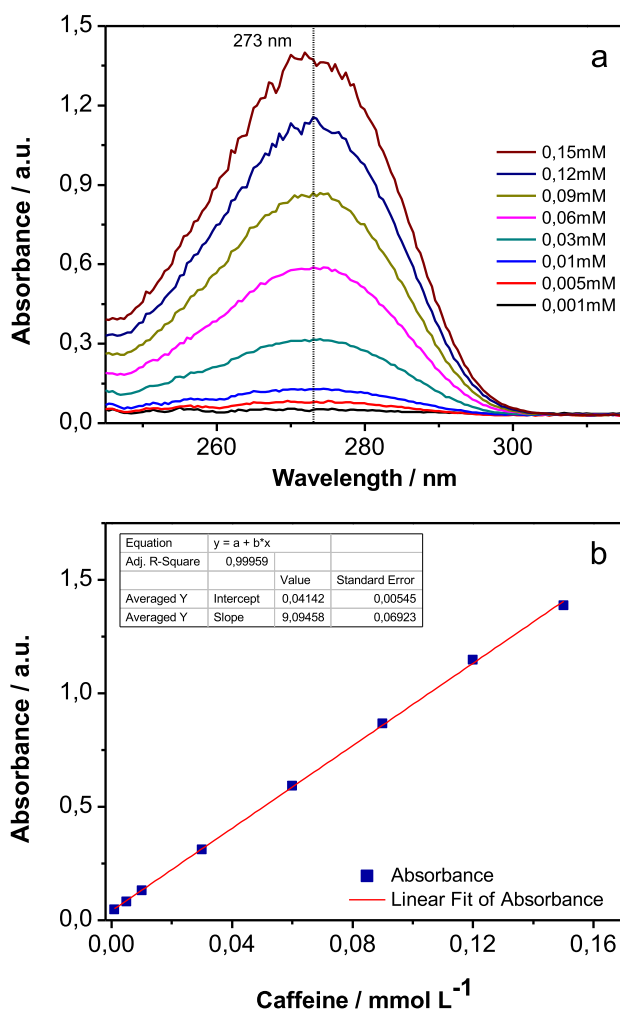 273 nm
a
1,5
1,2
0,9
0,6
0,3
0,0
Absorbance / a.u.
0,15mM
0,12mM
0,09mM
0,06mM
0,03mM
0,01mM
0,005mM
0,001mM
260 280 300
Wavelength / nm
b
Equation y = a + b*x
Adj. R-Square 0,99959
Value Standard Error
Averaged Y Intercept 0,04142 0,00545
Averaged Y Slope 9,09458 0,06923
1,5
1,0
0,5
0,0
Absorbance / a.u.
Absorbance
Linear Fit of Absorbance
0,00 0,04 0,08 0,12 0,16
Caffeine / mmol L-1